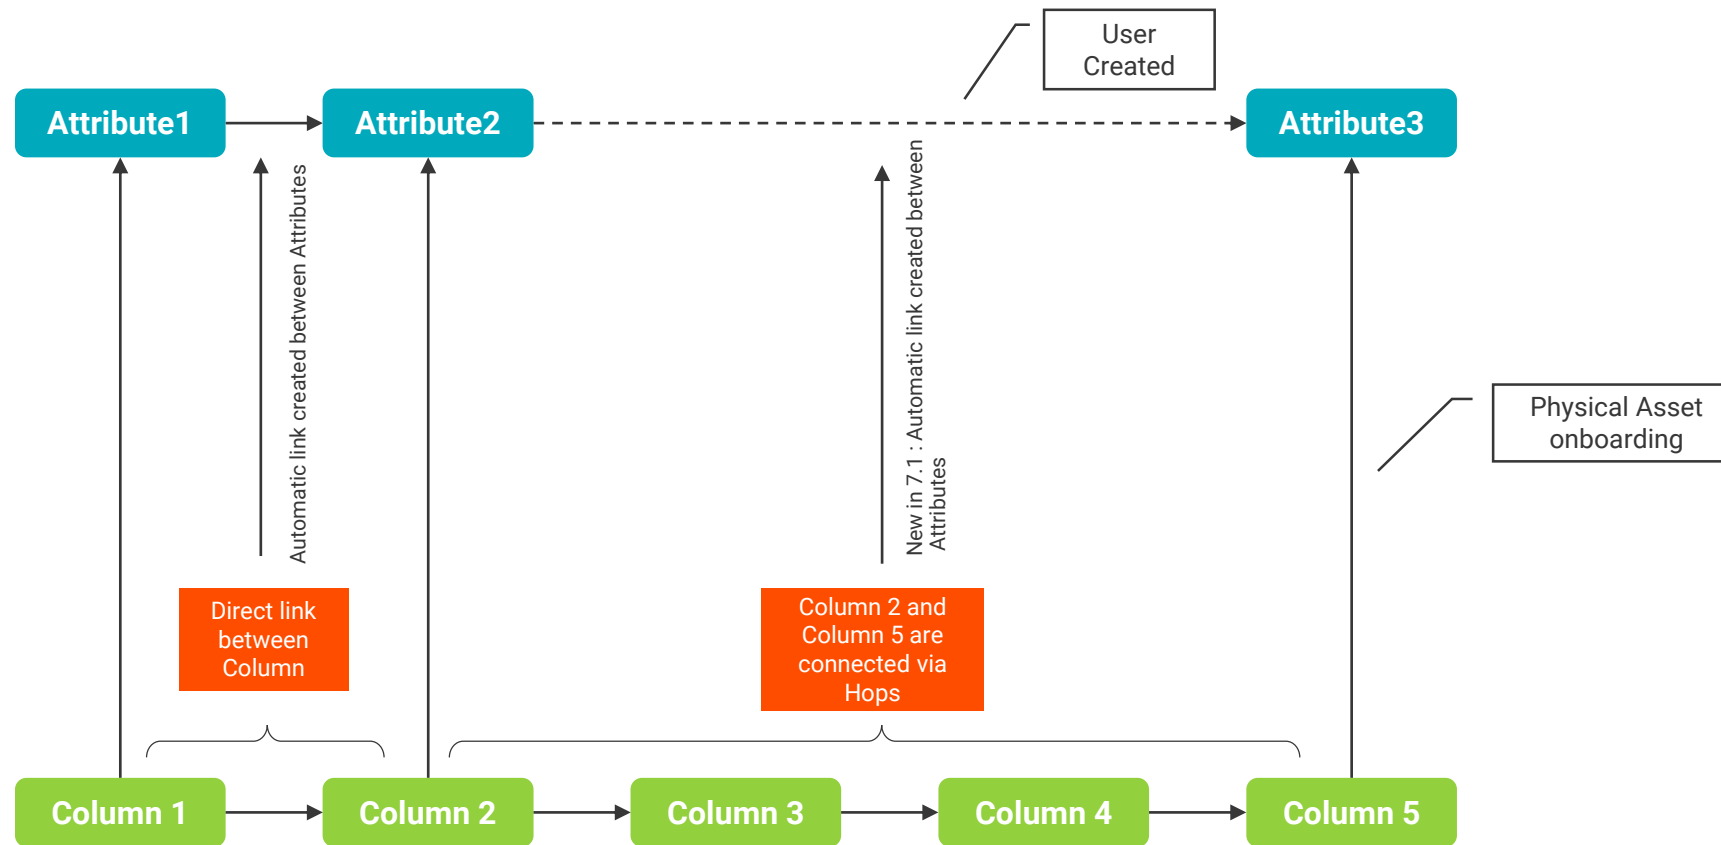 User
Created
Attribute1
Attribute2
Attribute3
Automatic link created between Attributes
New in 7.1 : Automatic link created between
Attributes
Physical Asset
onboarding
Direct link
between
Column
Column 2 and
Column 5 are
connected via
Hops
Column 1
Column 2
Column 3
Column 4
Column 5